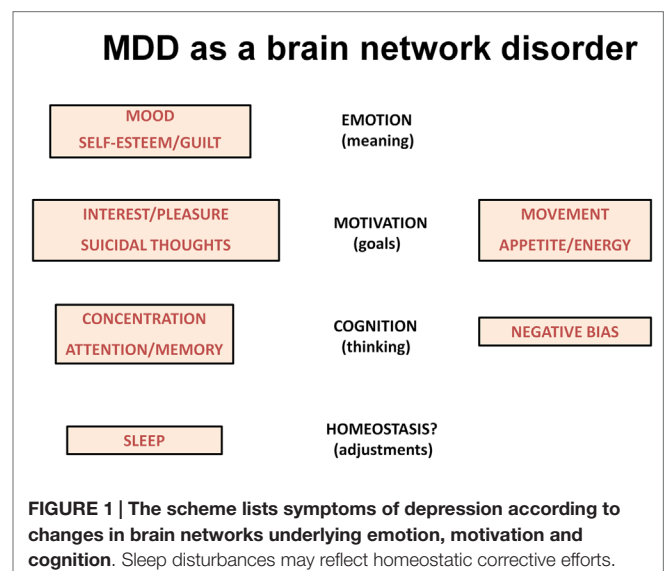 MDD as a brain network disorder
MOOD
SELF-ESTEEM/GUILT
EMOTION
(meaning)
INTEREST/PLEASURE
SUICIDAL THOUGHTS
MOTIVATION
(goals)
MOVEMENT
APPETITE/ENERGY
CONCENTRATION
ATTENTION/MEMORY
COGNITION
(thinking)
NEGATIVE BIAS
SLEEP
HOMEOSTASIS?
(adjustments)
FIGURE 1 | The scheme lists symptoms of depression according to
changes in brain networks underlying emotion, motivation and
cognition. Sleep disturbances may reflect homeostatic corrective efforts.